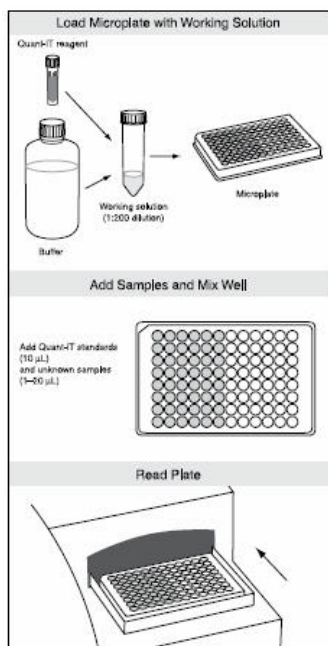 Load Microplate with Working Solution
Quant-iT reagent
Working solution
(1:200 dilution)
Microplate
Buffer
Add Samples and Mix Well
Add Quant-iT standards
(10 µL)
and unknown samples
(1–20 µL)
Read Plate